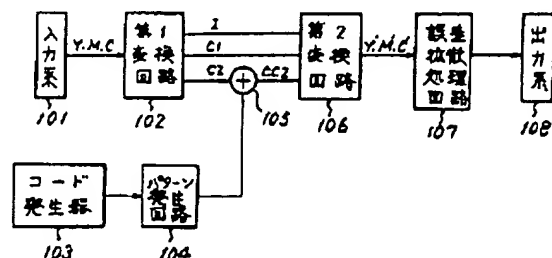 入力系
101
Y.M.C
第1変換回路
102
I
C1
C2
105
CC2
第2変換回路
106
Y'.M'.C'
誤差拡散処理回路
107
出力系
108
コード発生器
103
パターン発生回路
104